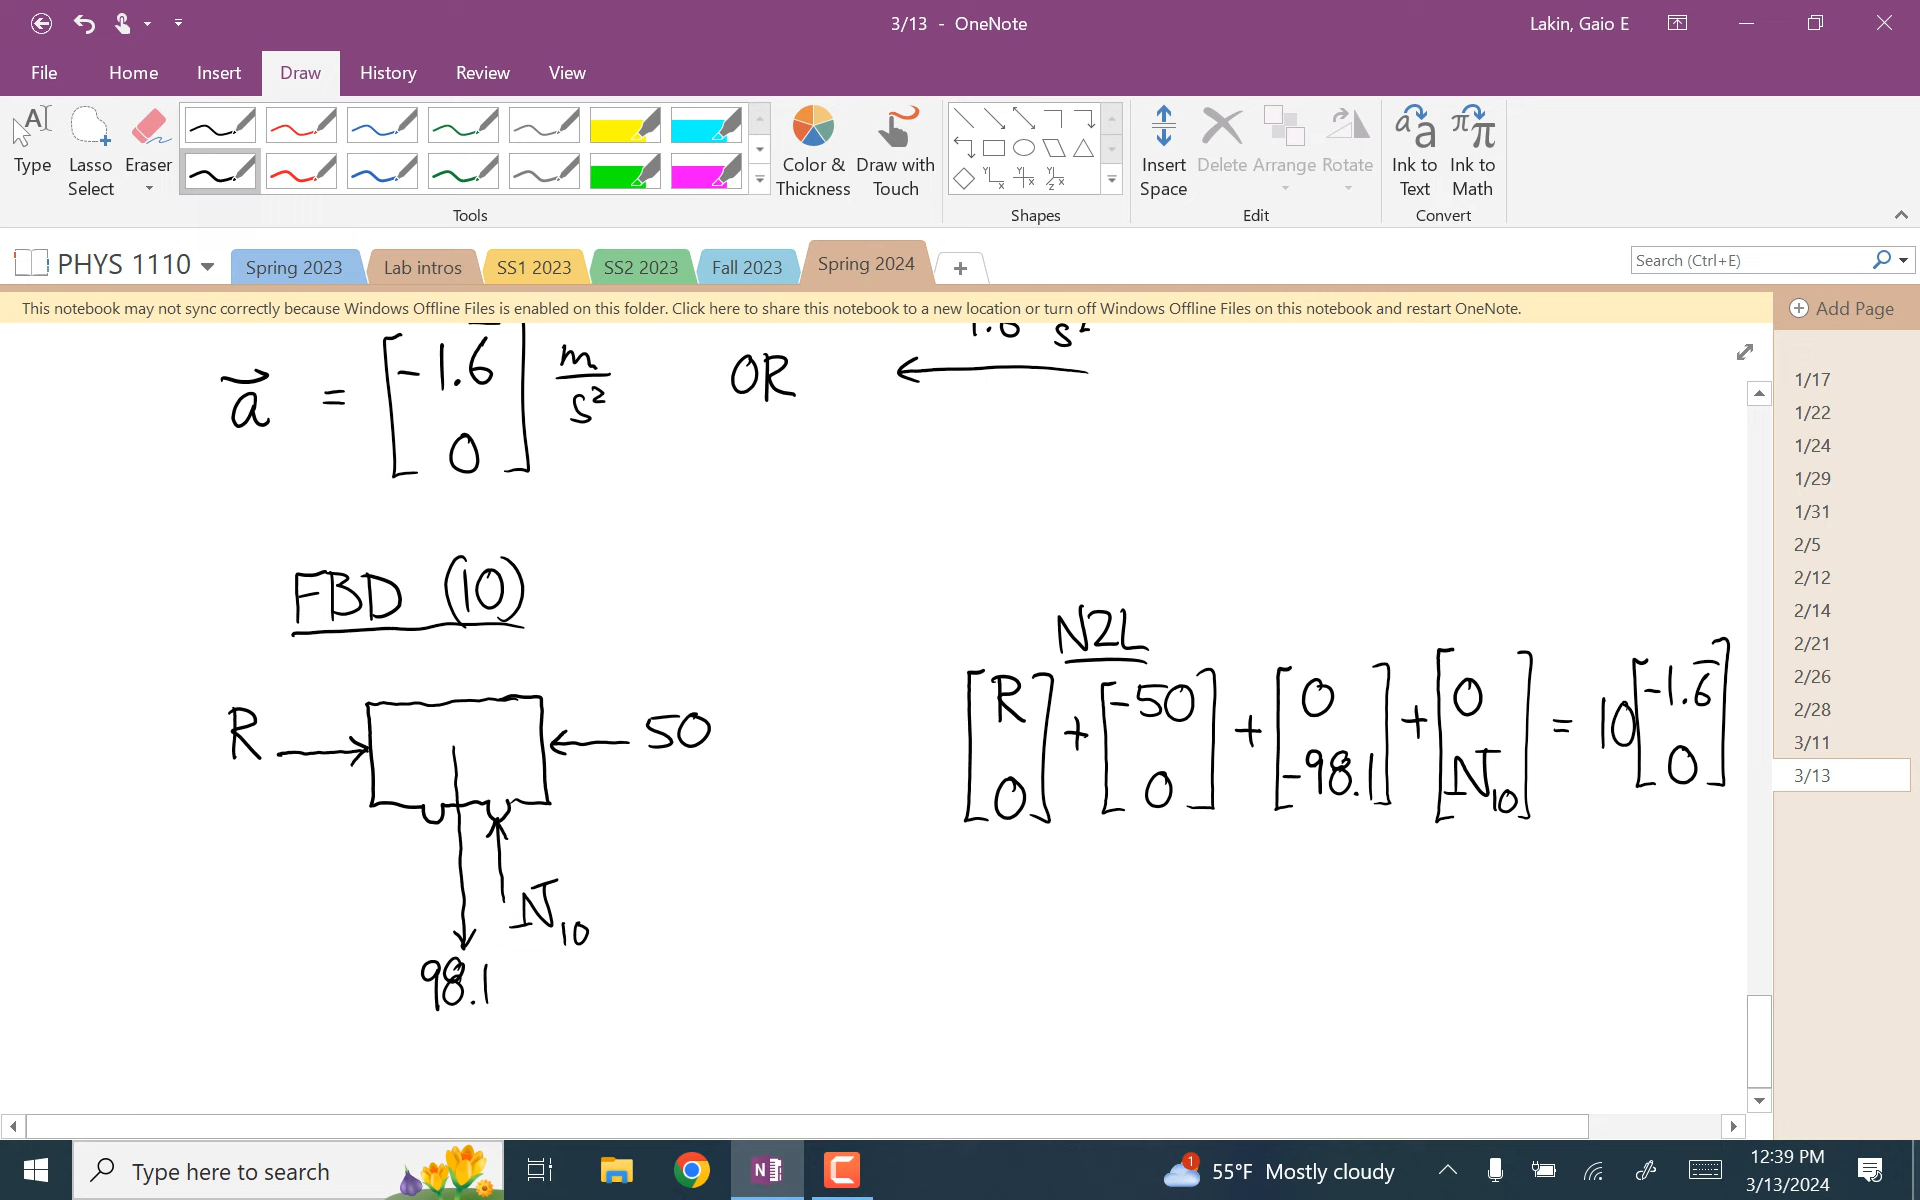 3/13 - OneNote
Lakin, Gaio E
File Home Insert Draw History Review View
Type
Lasso Select
Eraser
Color & Thickness
Draw with Touch
Insert Space
Delete
Arrange
Rotate
Ink to Text
Ink to Math
Tools
Shapes
Edit
Convert
PHYS 1110
Spring 2023
Lab intros
SS1 2023
SS2 2023
Fall 2023
Spring 2024
Search (Ctrl+E)
This notebook may not sync correctly because Windows Offline Files is enabled on this folder. Click here to share this notebook to a new location or turn off Windows Offline Files on this notebook and restart OneNote.
Add Page
1/17
1/22
1/24
1/29
1/31
2/5
2/12
2/14
2/21
2/26
2/28
3/11
3/13
a⃗ = [-1.6̅ 0] m/s² OR 1.6 s²
FBD (10)
R
50
N₁₀
98.1
N2L
[R 0] + [-50 0] + [0 -98.1] + [0 N₁₀] = 10 [-1.6̅ 0]
Type here to search
1
55°F Mostly cloudy
12:39 PM
3/13/2024